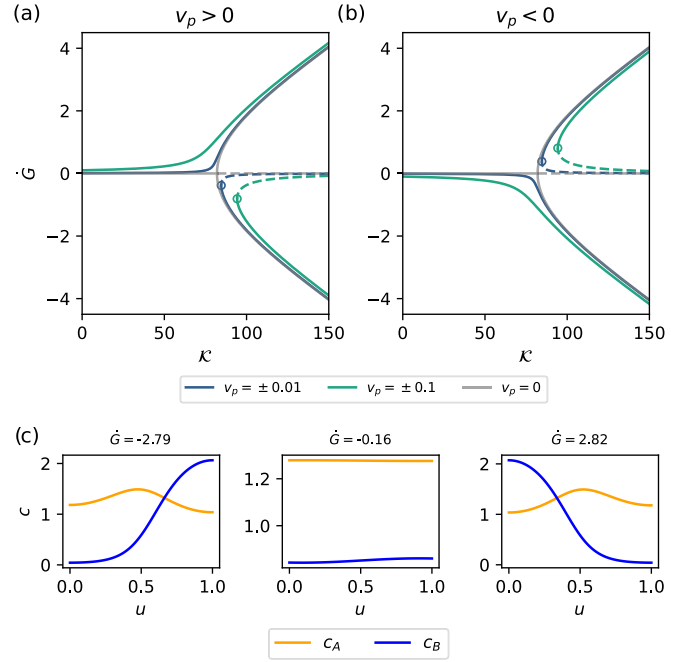 (a) v_p > 0
(b) v_p < 0
4
2
0
−2
−4
Ġ
0 50 100 150
𝒦
4
2
0
−2
−4
0 50 100 150
𝒦
v_p = ± 0.01 v_p = ± 0.1 v_p = 0
(c)
Ġ = -2.79
Ġ = -0.16
Ġ = 2.82
2
1
0
c
0.0 0.5 1.0
u
1.2
1.0
0.0 0.5 1.0
u
2
1
0
0.0 0.5 1.0
u
c_A c_B